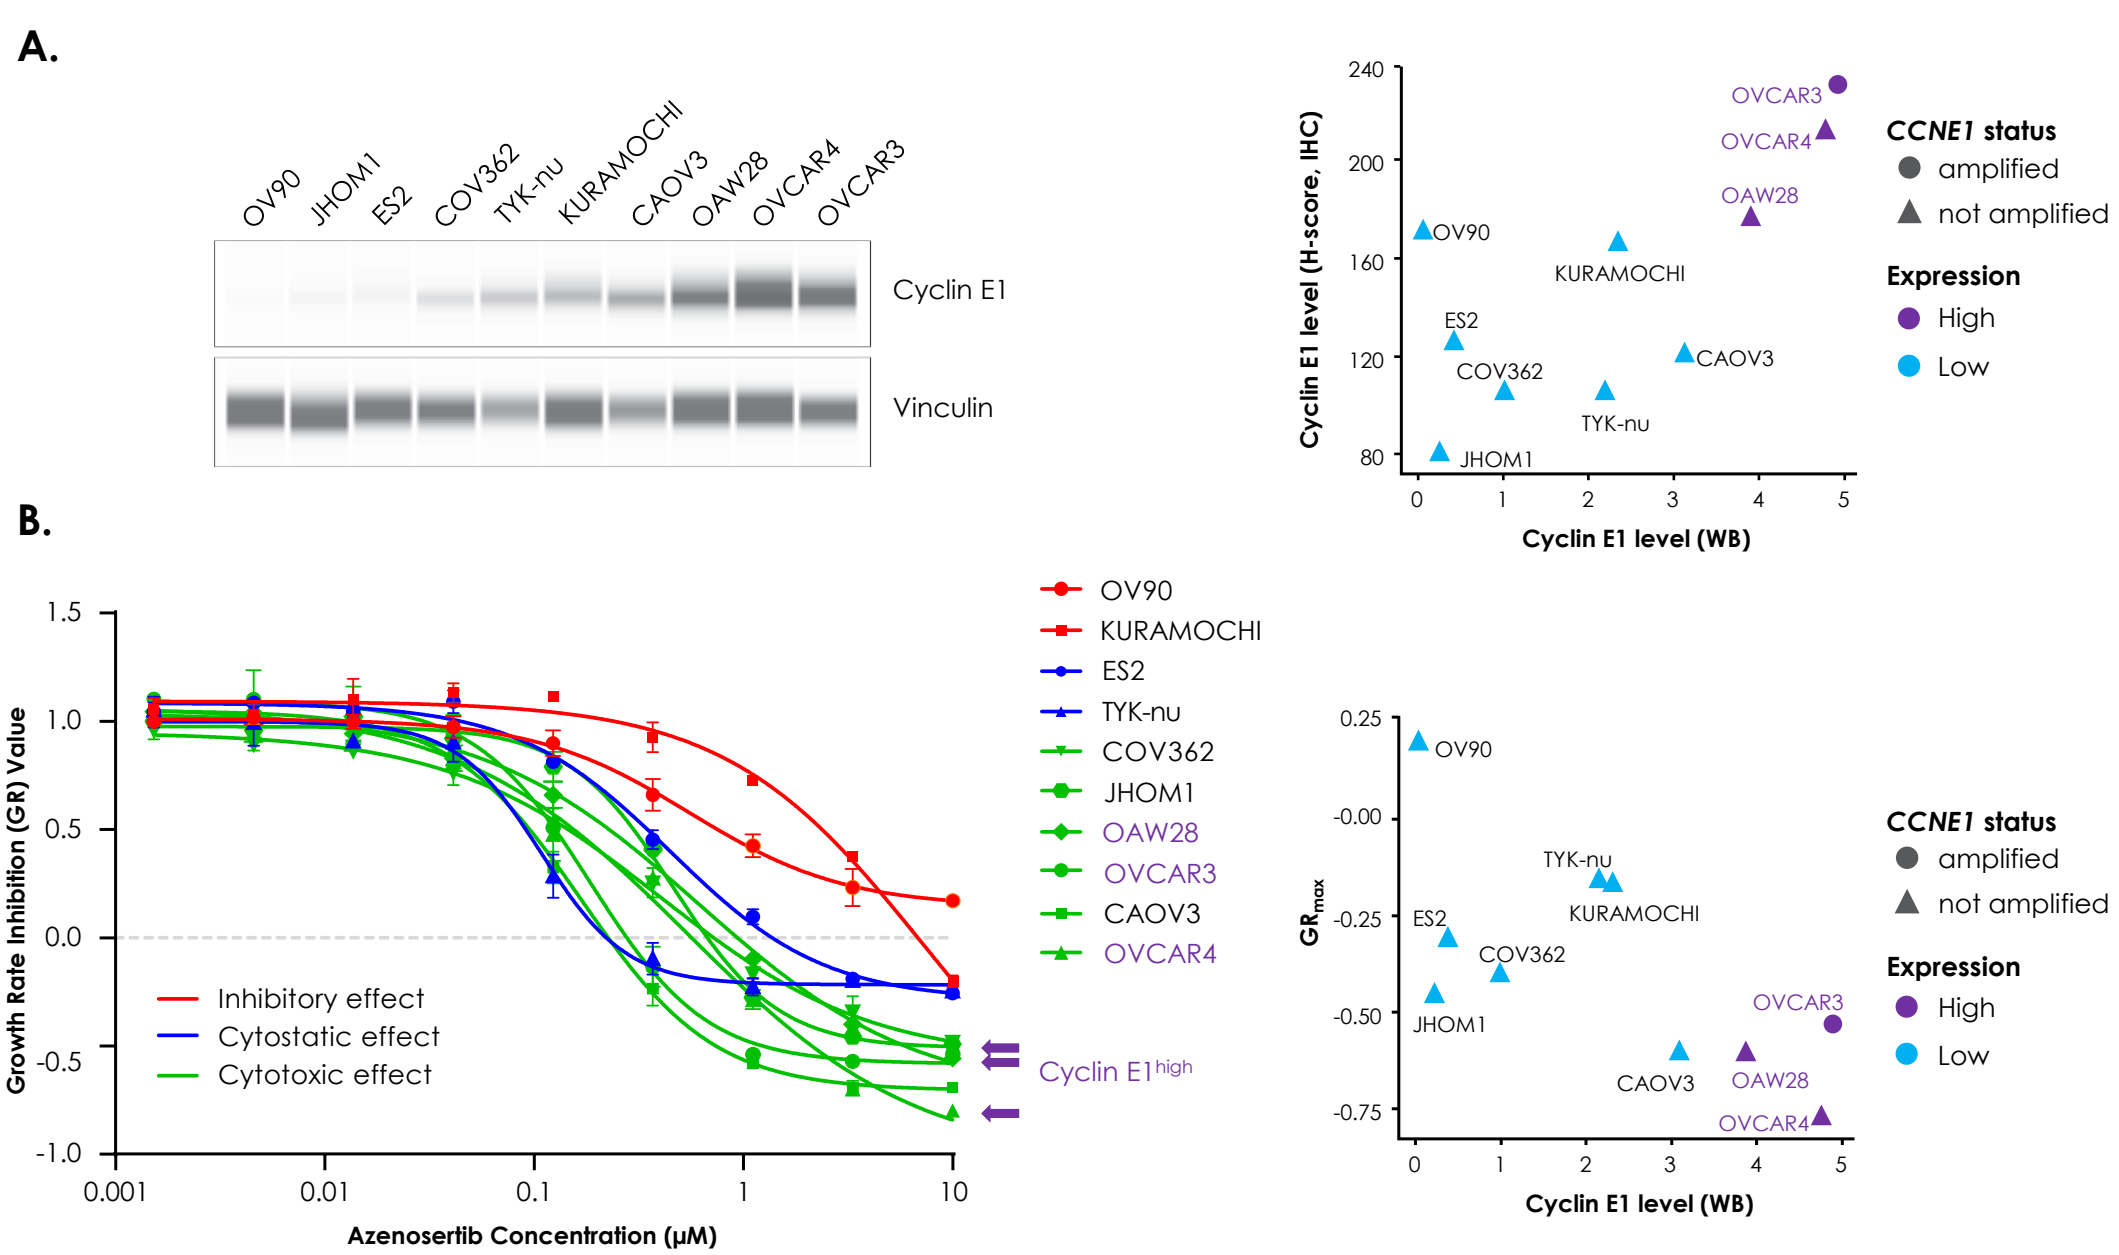 A.
OV90
JHOM1
ES2
COV362
TYK-nu
KURAMOCHI
CAOV3
OAW28
OVCAR4
OVCAR3
Cyclin E1
Vinculin
Cyclin E1 level (H-score, IHC)
240
200
160
120
80
OVCAR3
OVCAR4
OAW28
OV90
KURAMOCHI
ES2
COV362
CAOV3
TYK-nu
JHOM1
0 1 2 3 4 5
Cyclin E1 level (WB)
CCNE1 status
amplified
not amplified
Expression
High
Low
B.
Growth Rate Inhibition (GR) Value
1.5
1.0
0.5
0.0
-0.5
-1.0
Inhibitory effect
Cytostatic effect
Cytotoxic effect
0.001 0.01 0.1 1 10
Azenosertib Concentration (µM)
OV90
KURAMOCHI
ES2
TYK-nu
COV362
JHOM1
OAW28
OVCAR3
CAOV3
OVCAR4
Cyclin E1high
GRmax
0.25
-0.00
-0.25
-0.50
-0.75
OV90
TYK-nu
KURAMOCHI
ES2
COV362
JHOM1
OVCAR3
CAOV3
OAW28
OVCAR4
0 1 2 3 4 5
Cyclin E1 level (WB)
CCNE1 status
amplified
not amplified
Expression
High
Low